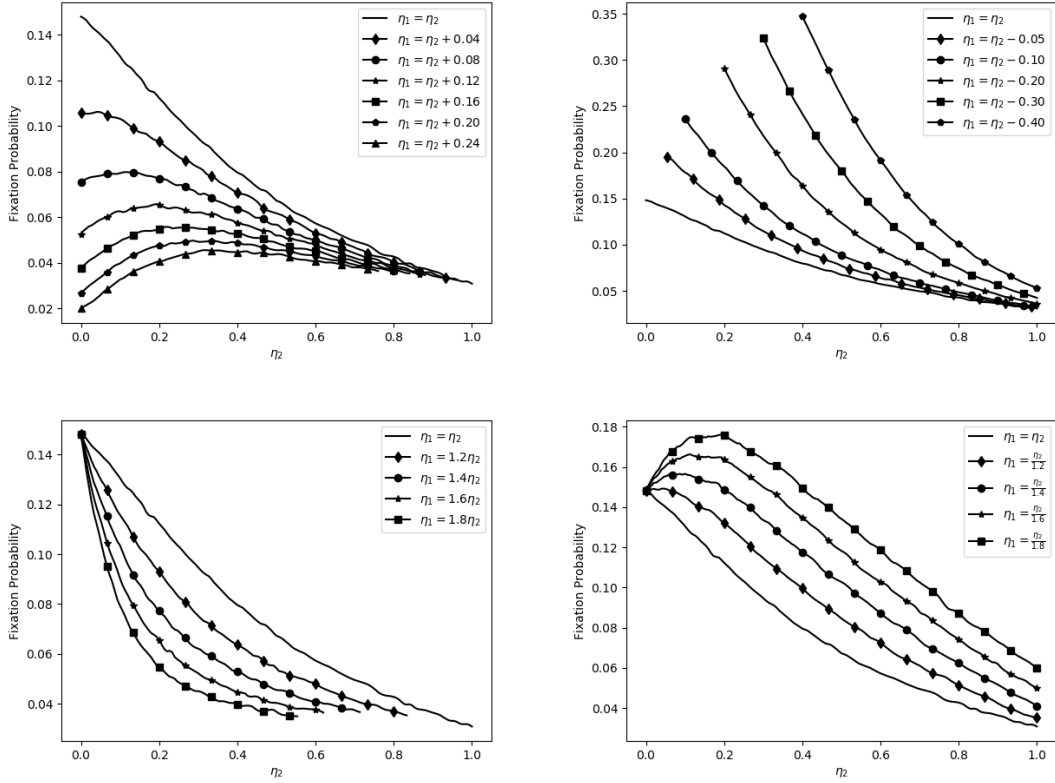 0.14
0.12
0.10
0.08
0.06
0.04
0.02
Fixation Probability
0.0 0.2 0.4 0.6 0.8 1.0
η₂
η₁ = η₂
η₁ = η₂ + 0.04
η₁ = η₂ + 0.08
η₁ = η₂ + 0.12
η₁ = η₂ + 0.16
η₁ = η₂ + 0.20
η₁ = η₂ + 0.24
0.35
0.30
0.25
0.20
0.15
0.10
0.05
Fixation Probability
0.0 0.2 0.4 0.6 0.8 1.0
η₂
η₁ = η₂
η₁ = η₂ − 0.05
η₁ = η₂ − 0.10
η₁ = η₂ − 0.20
η₁ = η₂ − 0.30
η₁ = η₂ − 0.40
0.14
0.12
0.10
0.08
0.06
0.04
Fixation Probability
0.0 0.2 0.4 0.6 0.8 1.0
η₂
η₁ = η₂
η₁ = 1.2η₂
η₁ = 1.4η₂
η₁ = 1.6η₂
η₁ = 1.8η₂
0.18
0.16
0.14
0.12
0.10
0.08
0.06
0.04
Fixation Probability
0.0 0.2 0.4 0.6 0.8 1.0
η₂
η₁ = η₂
η₁ = η₂/1.2
η₁ = η₂/1.4
η₁ = η₂/1.6
η₁ = η₂/1.8